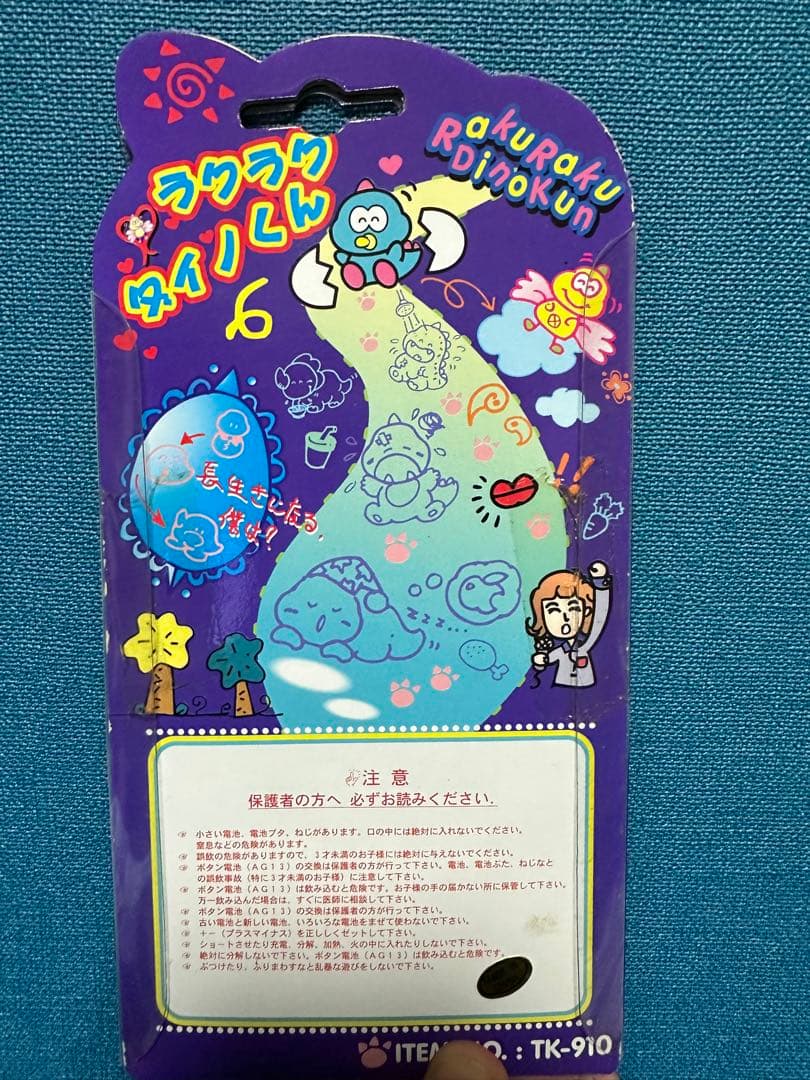 ラクラク
ダイノくん
RakuRaku
DinoKun
長生きになる、
僕は?
!!
zzz...
注意
保護者の方へ 必ずお読みください.
小さい電池、電池ブタ、ねじがあります。口の中には絶対に入れないでください。
窒息などの危険があります。
誤飲の危険がありますので、3才未満のお子様には絶対に与えないでください。
ボタン電池(AG13)の交換は保護者の方が行って下さい。電池、電池ぶた、ねじなと
の誤飲事故(特に3才未満のお子様)に注意して下さい。
ボタン電池(AG13)は飲み込むと危険です。お子様の手の届かない所に保管して下さい。
万一飲み込んだ場合は、すぐに医師に相談して下さい。
ボタン電池(AG13)の交換は保護者の方が行って下さい。
古い電池と新しい電池、いろいろな電池をまぜて使わないで下さい。
+-(プラスマイナス)を正ししくゼットして下さい。
ショートさせたり充電、分解、加熱、火の中に入れたりしないで下さい。
絶対に分解しないで下さい。ボタン電池(AG13)は飲み込むと危険です。
ぶつけたり、ふりまわすなと乱暴な遊びをしないで下さい。
ITEM NO. : TK-910